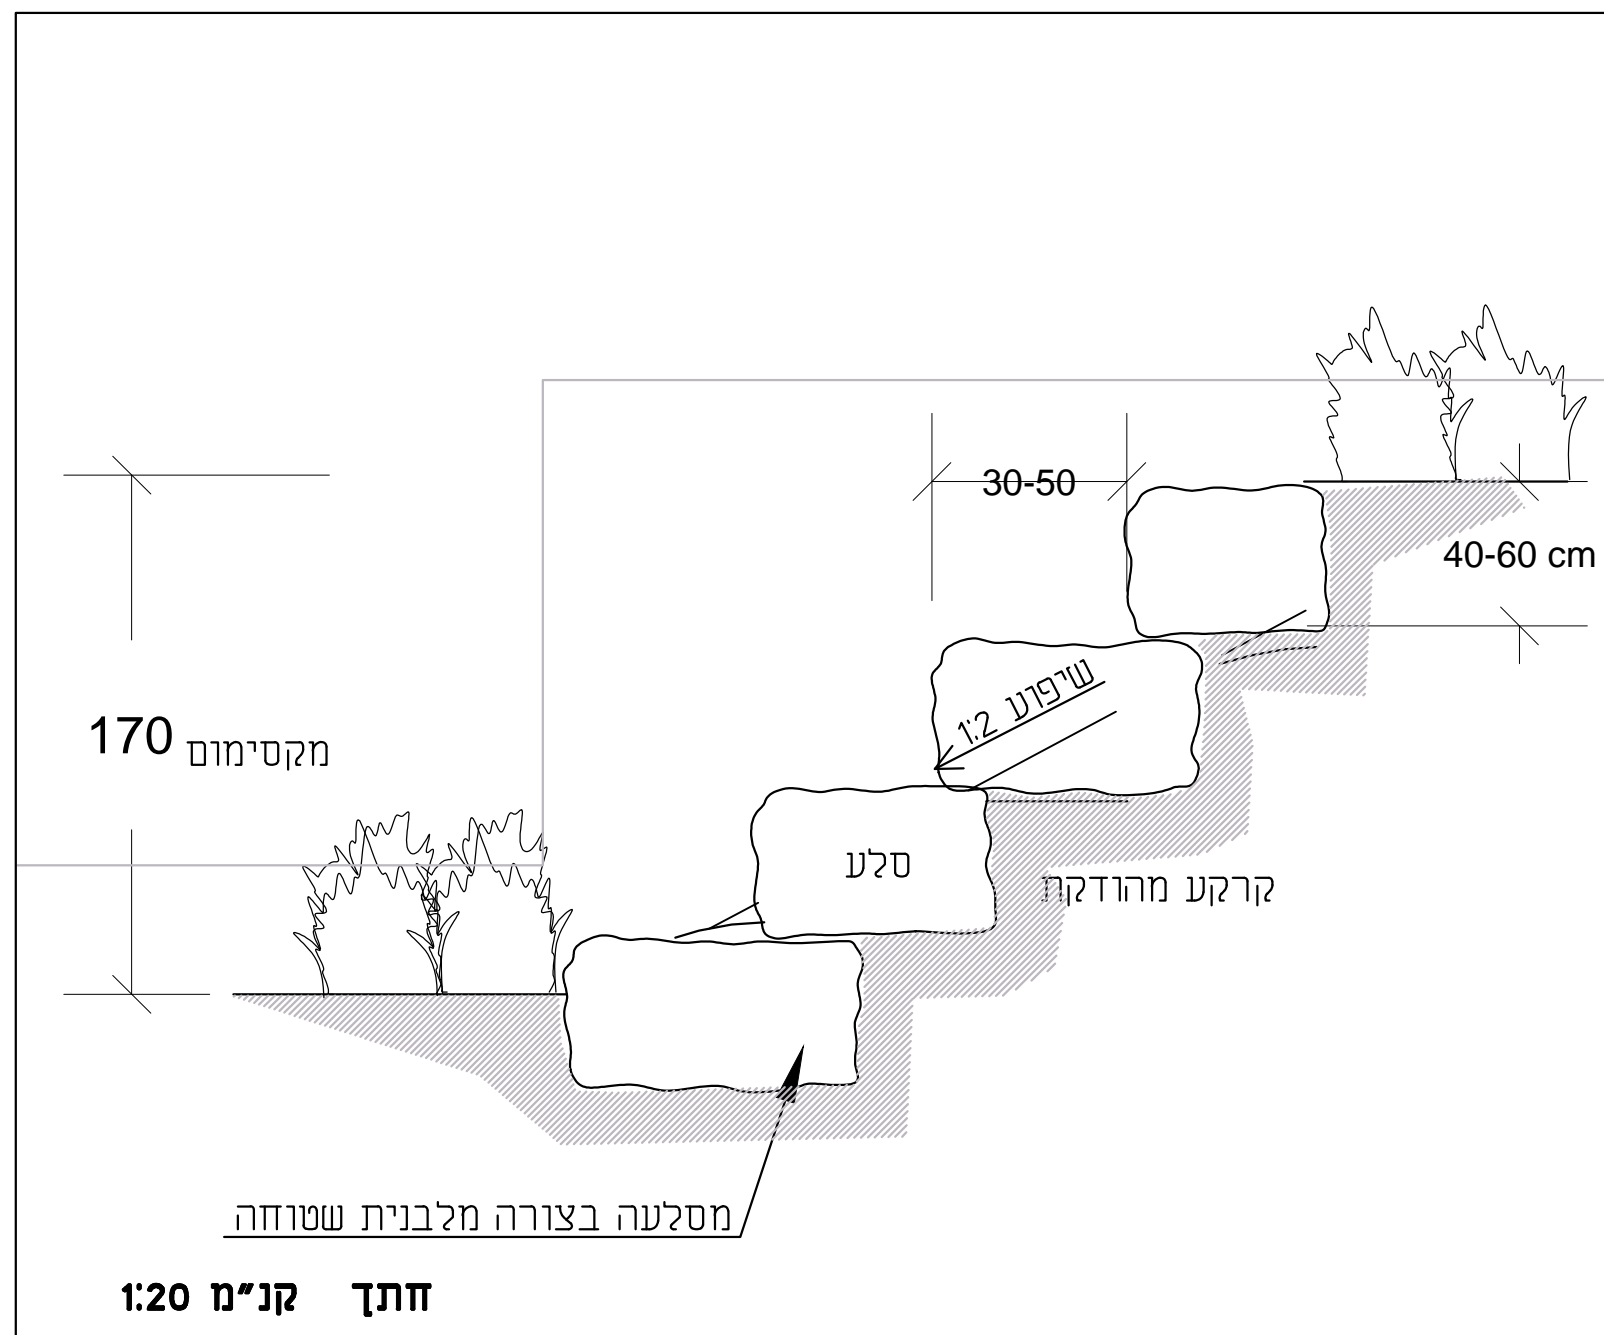 30-50
40-60 cm
שיפוע 1:2
170 מקסימום
סלע
קרקע מהודקת
מסלעה בצורה מלבנית שטוחה
חתך קנ"מ 1:20